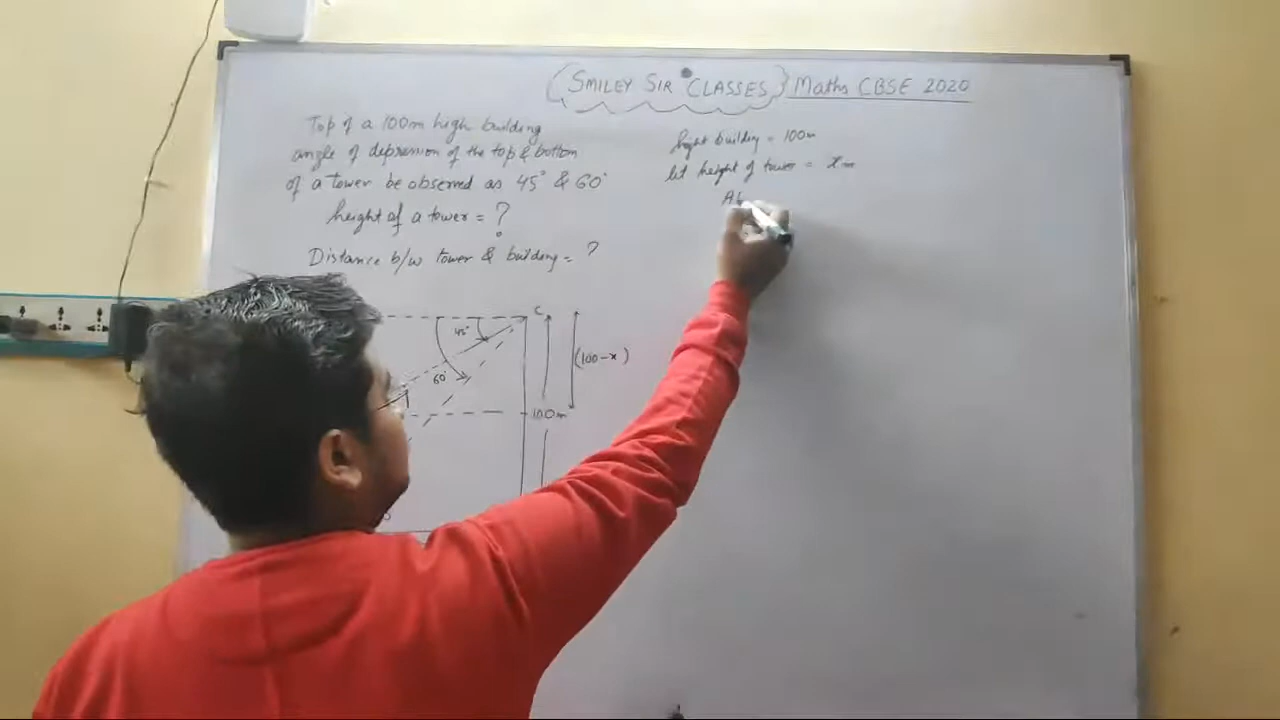 SMILEY SIR CLASSES Maths CBSE 2020
Top of a 100m high building
angle of depression of the top & bottom
of a tower be observed as 45° & 60°
height of a tower = ?
Distance b/w tower & building = ?
height building = 100m
let height of tower = x m
C
45°
60°
(100-x)
100m